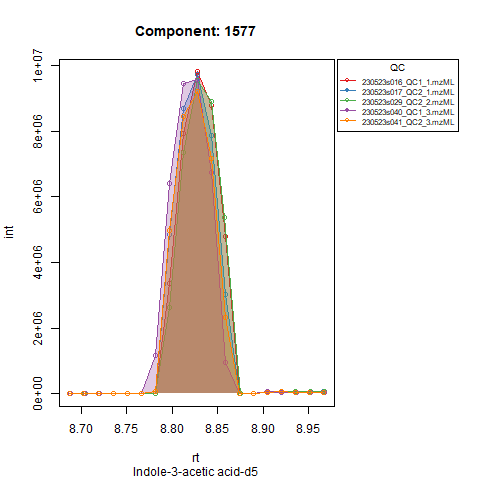 Component: 1577
QC
230523s016_QC1_1.mzML
230523s017_QC2_1.mzML
230523s029_QC2_2.mzML
230523s040_QC1_3.mzML
230523s041_QC2_3.mzML
int
1e+07
8e+06
6e+06
4e+06
2e+06
0e+00
8.70 8.75 8.80 8.85 8.90 8.95
rt
Indole-3-acetic acid-d5